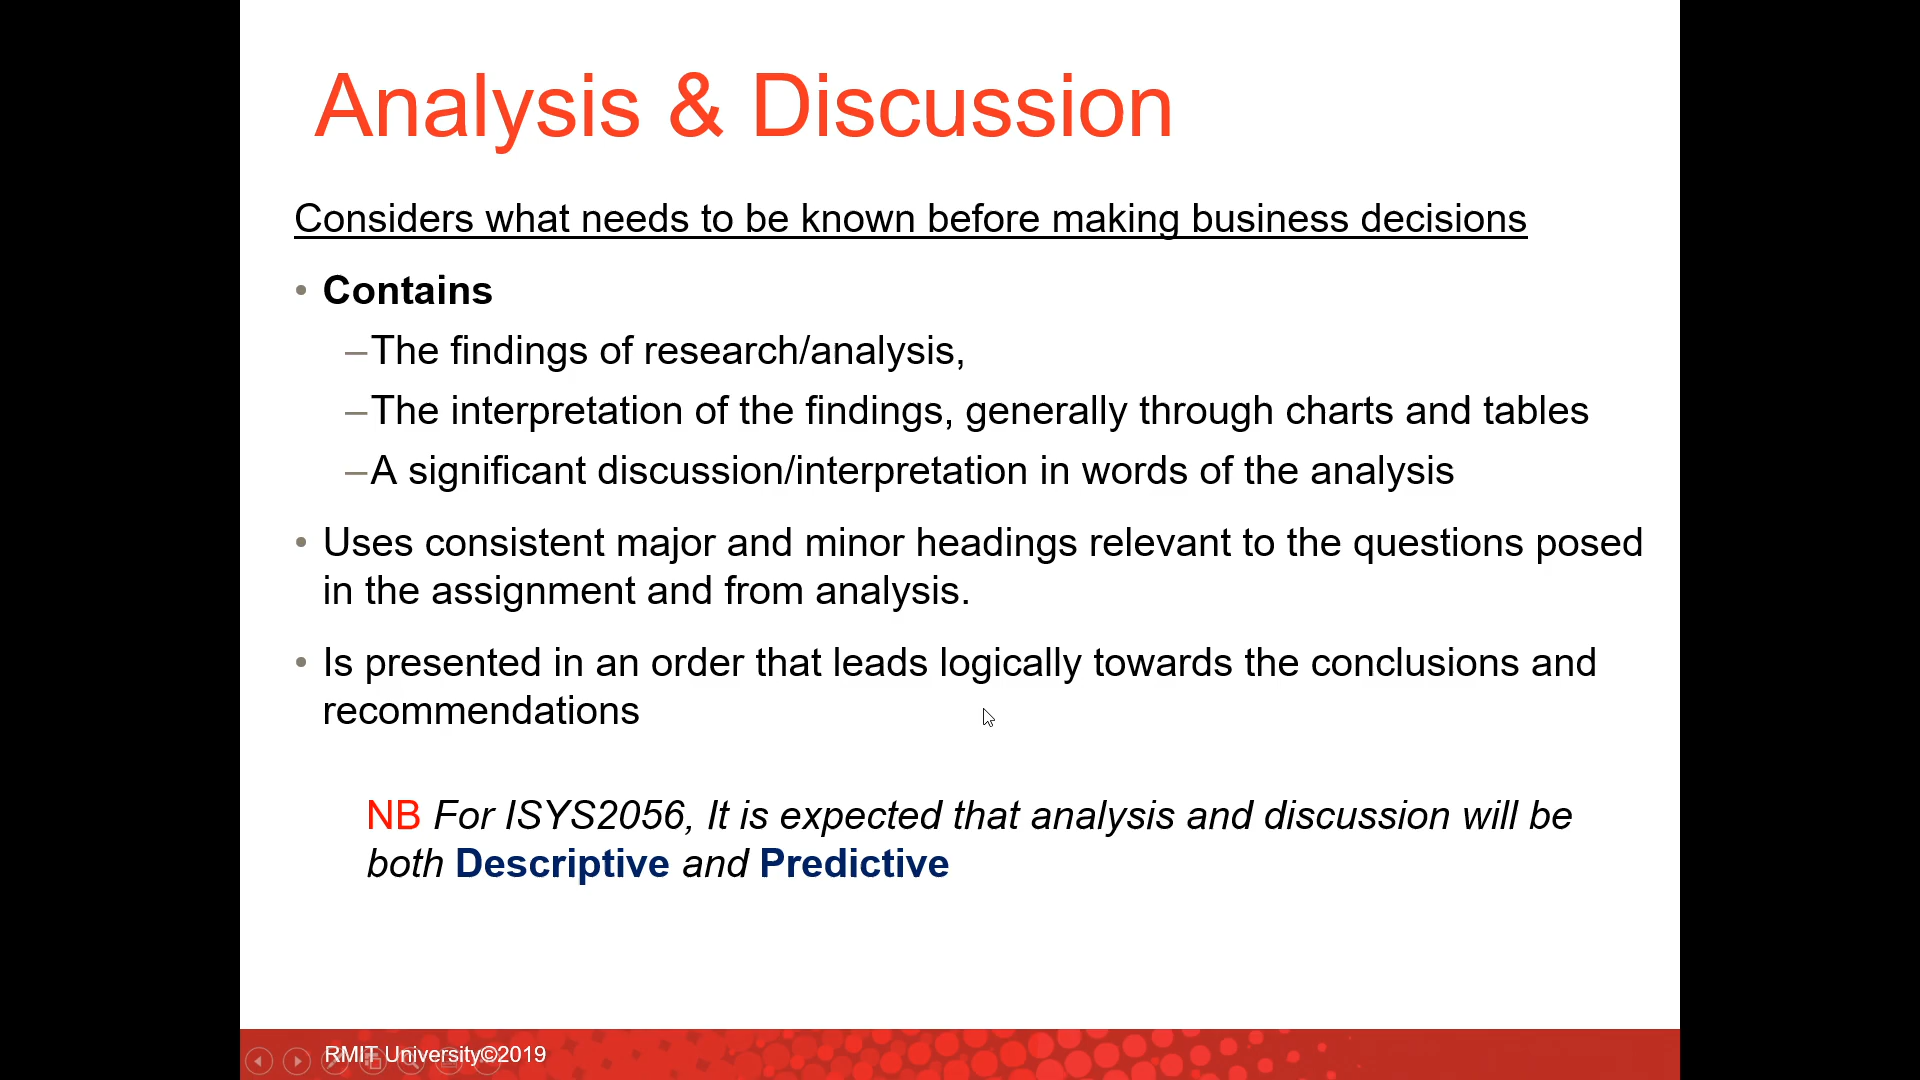 Analysis & Discussion
Considers what needs to be known before making business decisions
• Contains
–The findings of research/analysis,
–The interpretation of the findings, generally through charts and tables
–A significant discussion/interpretation in words of the analysis
• Uses consistent major and minor headings relevant to the questions posed
in the assignment and from analysis.
• Is presented in an order that leads logically towards the conclusions and
recommendations
NB For ISYS2056, It is expected that analysis and discussion will be
both Descriptive and Predictive
RMIT University©2019